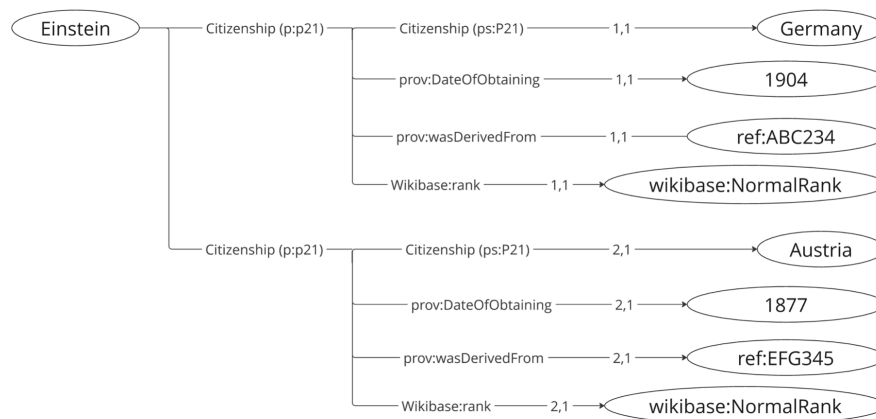 Einstein Citizenship (p:p21) Citizenship (ps:P21) 1,1 Germany
prov:DateOfObtaining 1,1 1904
prov:wasDerivedFrom 1,1 ref:ABC234
Wikibase:rank 1,1 wikibase:NormalRank
Citizenship (p:p21) Citizenship (ps:P21) 2,1 Austria
prov:DateOfObtaining 2,1 1877
prov:wasDerivedFrom 2,1 ref:EFG345
Wikibase:rank 2,1 wikibase:NormalRank